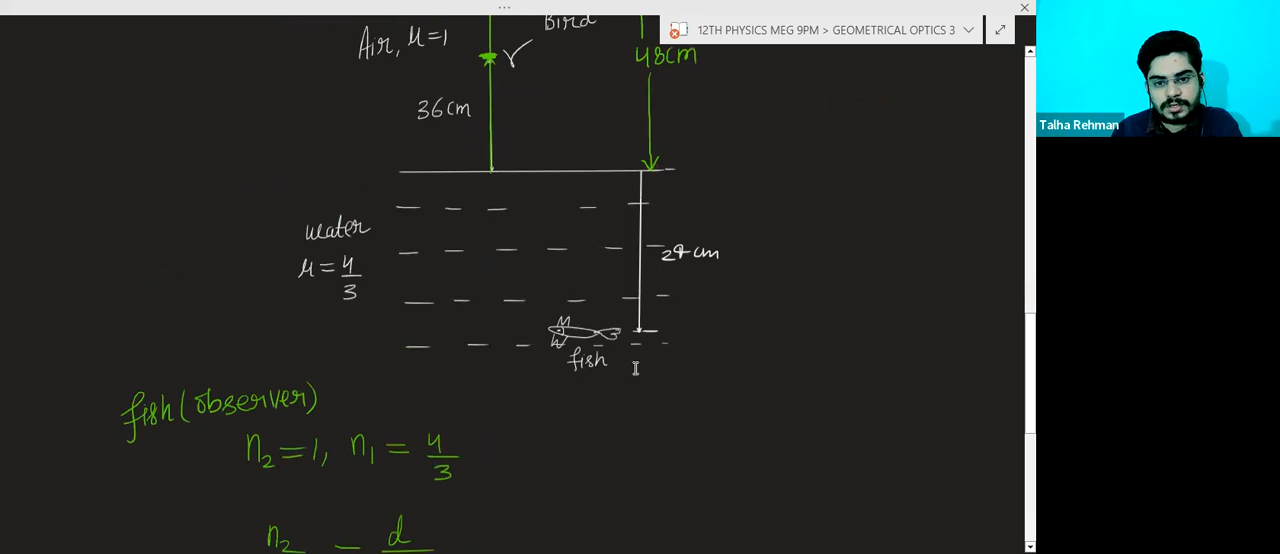 Bird
12TH PHYSICS MEG 9PM > GEOMETRICAL OPTICS 3
Air, μ=1
48cm
36cm
Talha Rehman
water
μ = 4/3
cm
fish
fish (observer)
n₂ = 1, n₁ = 4/3
n₂ = d